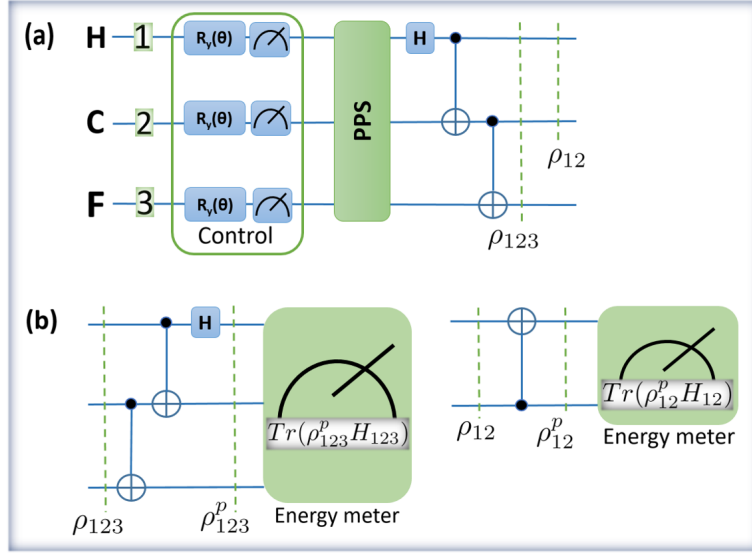 (a)
H 1 R_y(θ) H
C 2 R_y(θ) PPS ρ_12
F 3 R_y(θ)
Control ρ_123
(b)
H
Tr(ρ^p_123 H_123) Tr(ρ^p_12 H_12)
ρ_12 ρ^p_12 Energy meter
ρ_123 ρ^p_123 Energy meter